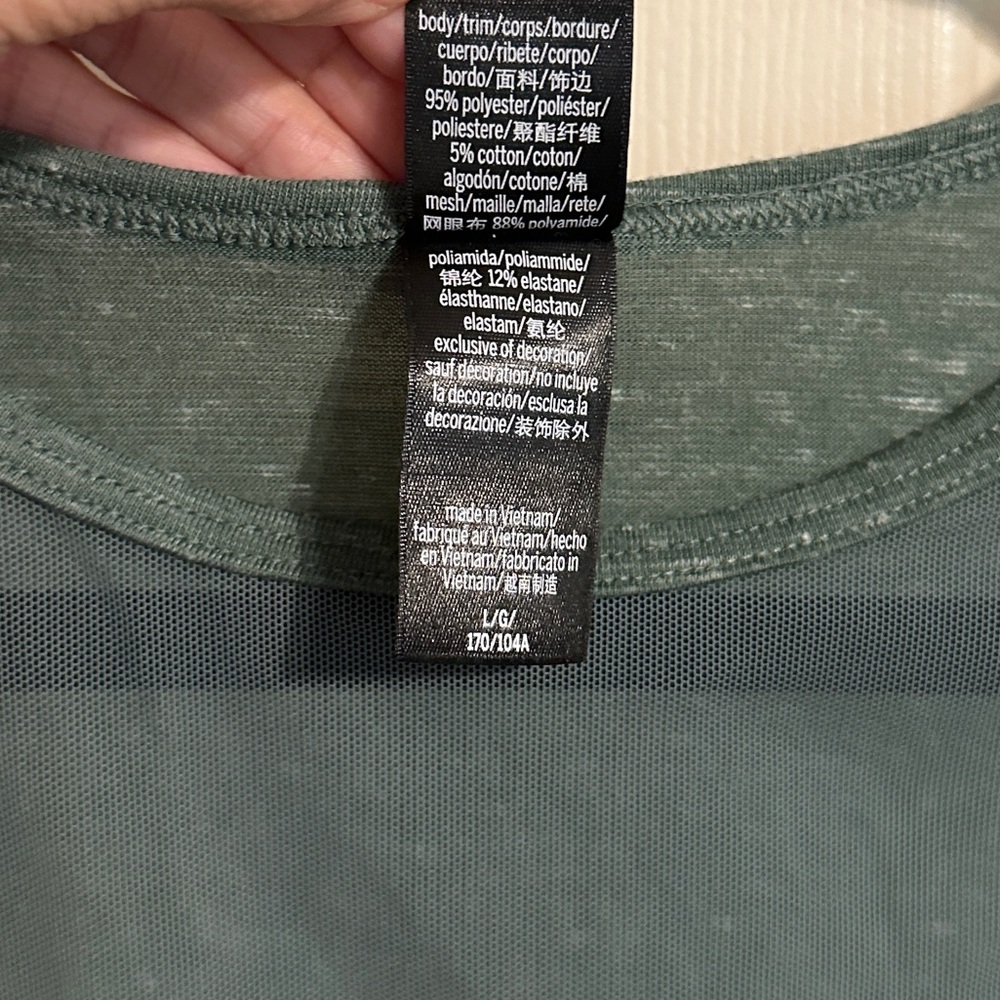 body/trim/corps/bordure/
cuerpo/ribete/corpo/
bordo/面料/饰边
95% polyester/poliéster/
poliestere/聚酯纤维
5% cotton/coton/
algodón/cotone/棉
mesh/maille/malla/rete/
网眼布 88% polyamide/
poliamida/poliammide/
锦纶 12% elastane/
élasthanne/elastano/
elastam/氨纶
exclusive of decoration/
sauf décoration/no incluye
la decoración/esclusa la
decorazione/装饰除外
made in Vietnam/
fabriqué au Vietnam/hecho
en Vietnam/fabbricato in
Vietnam/越南制造
L/G/
170/104A